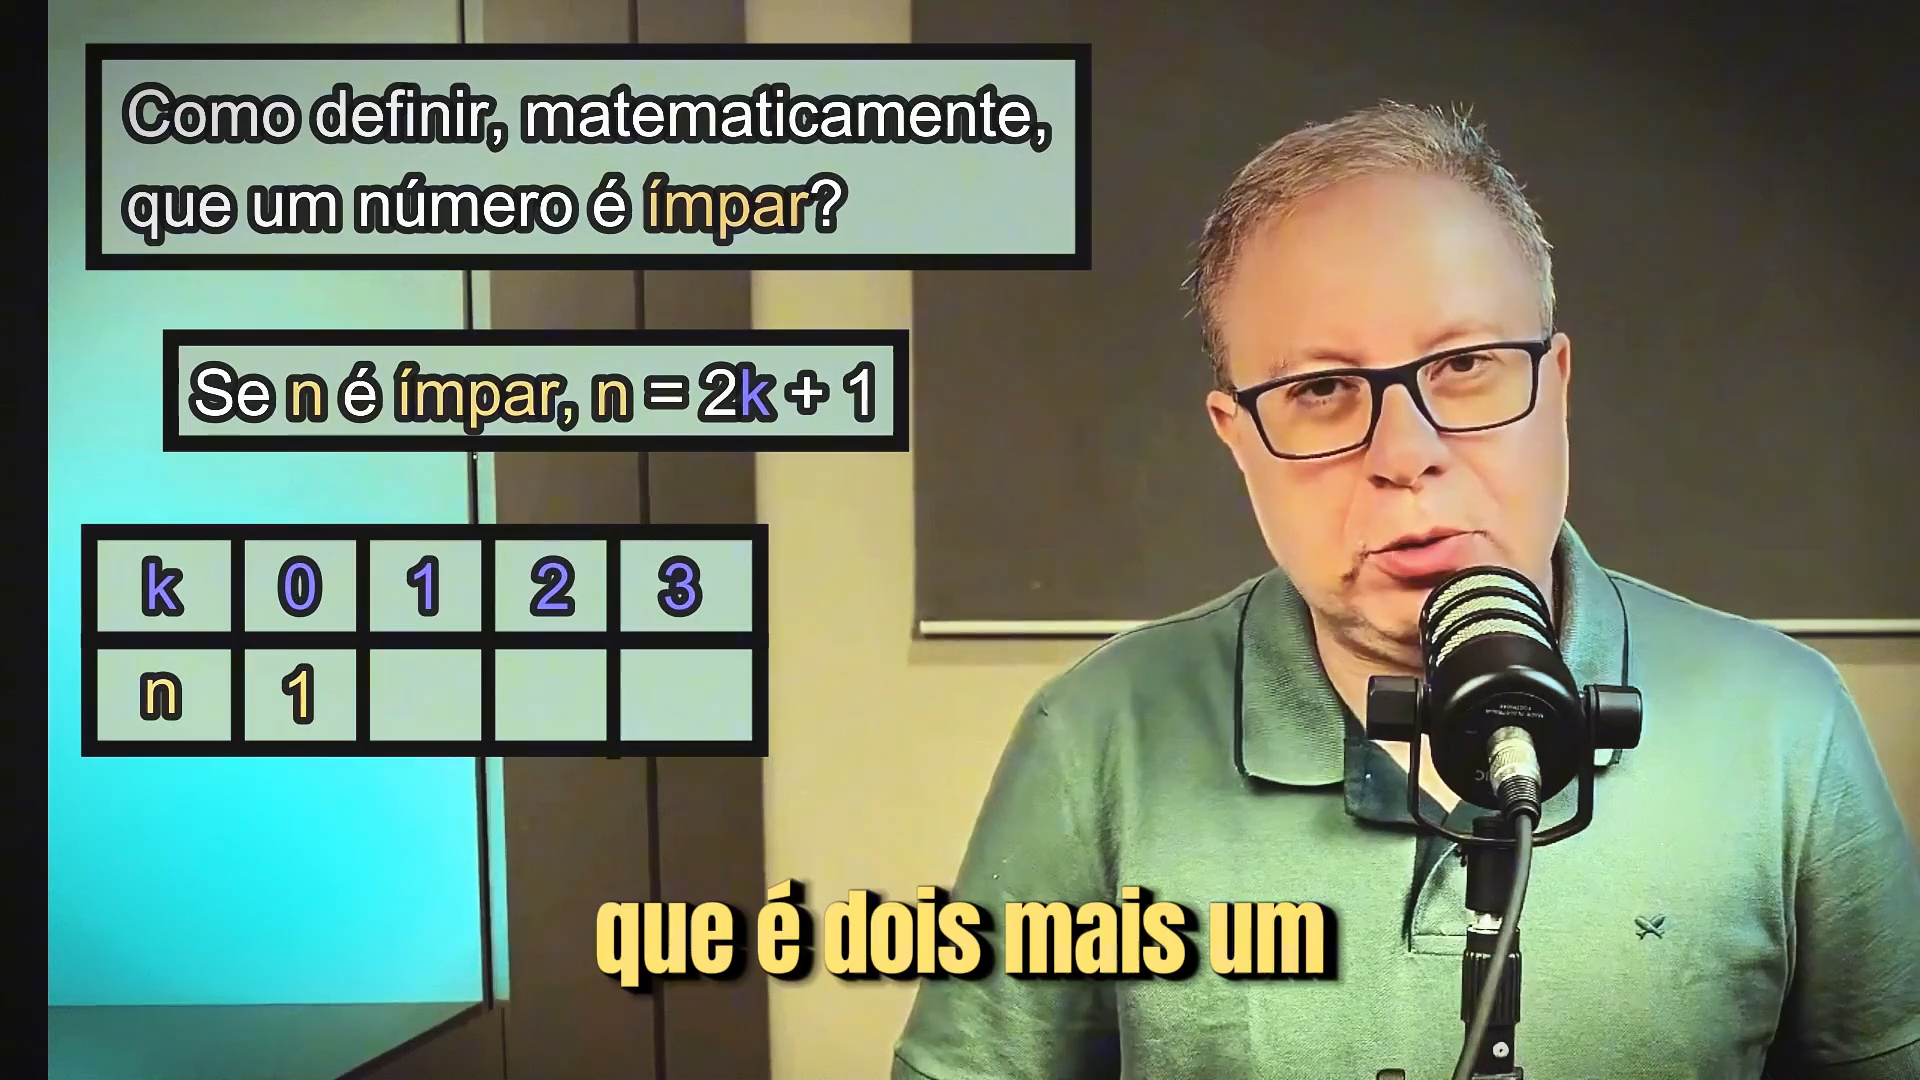 Como definir, matematicamente,
que um número é ímpar?
Se n é ímpar, n = 2k + 1
k 0 1 2 3
n 1
que é dois mais um